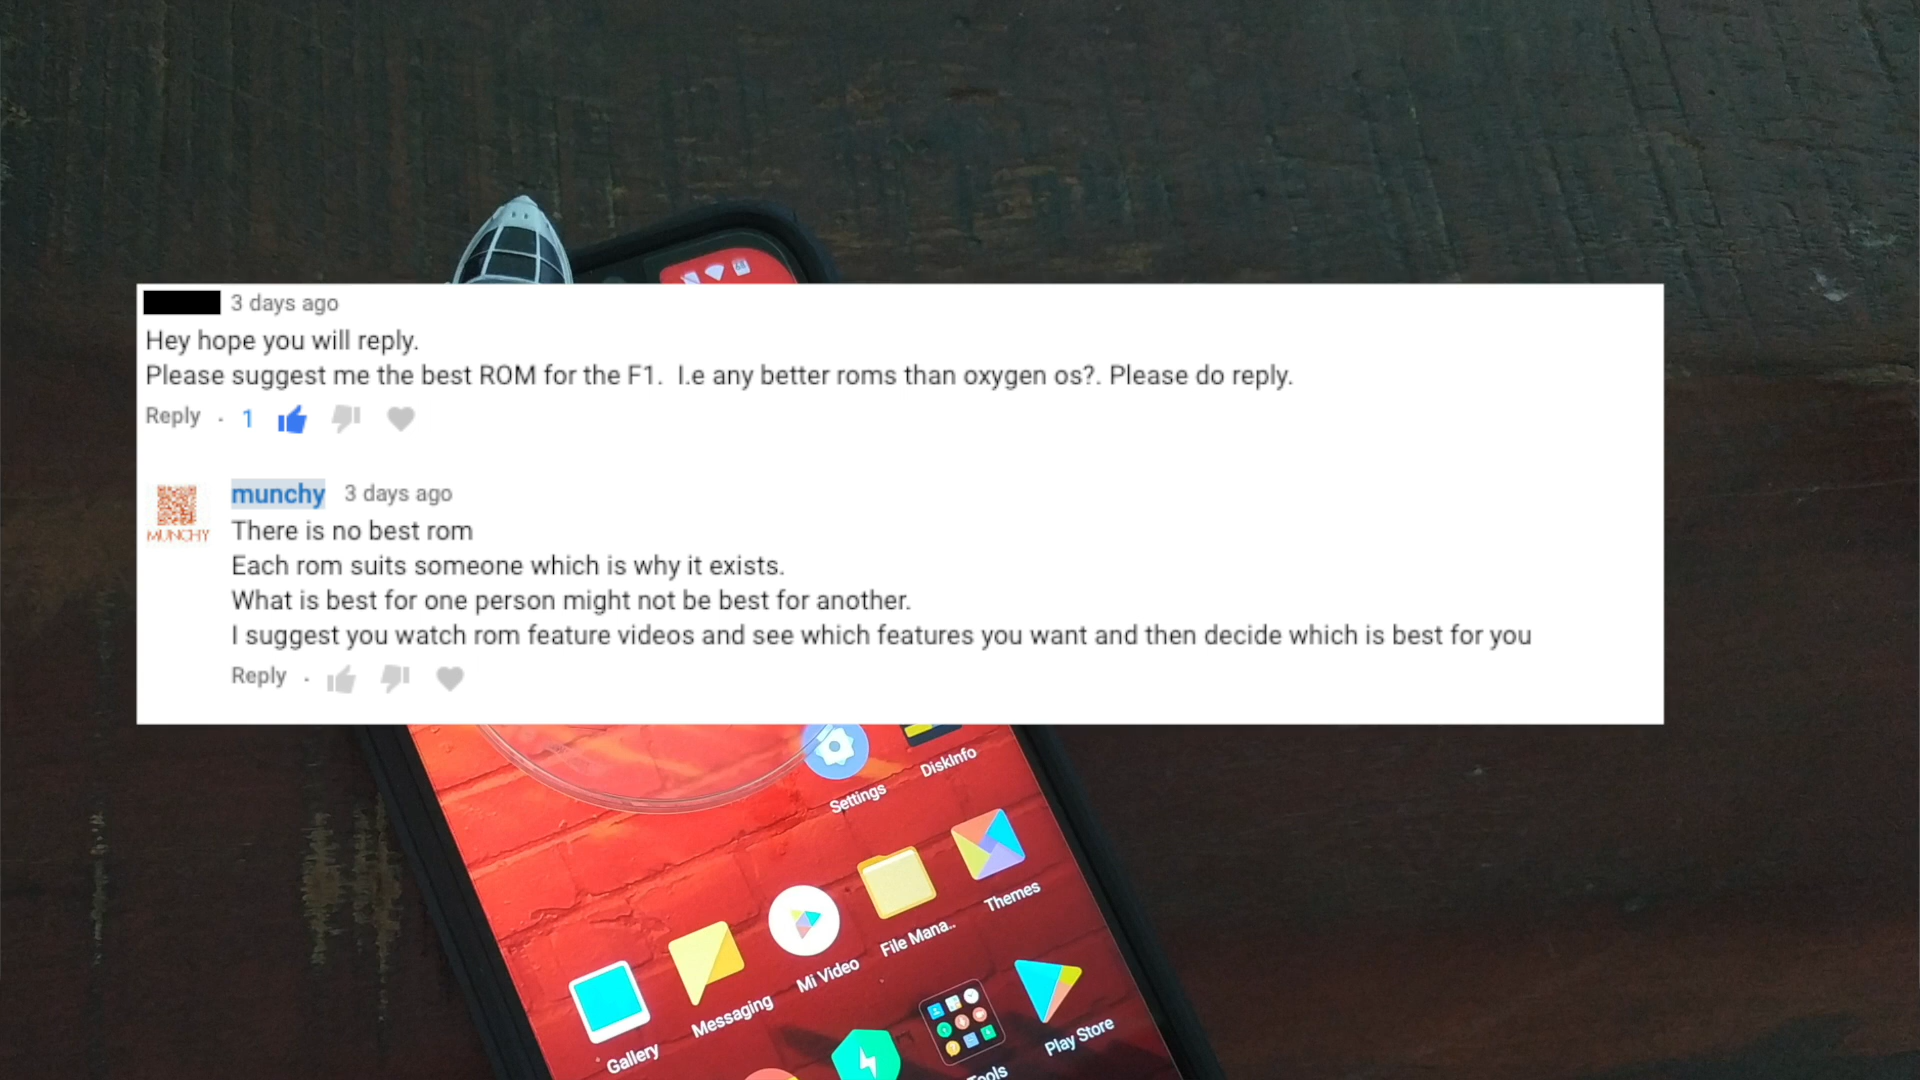 3 days ago
Hey hope you will reply.
Please suggest me the best ROM for the F1.  I.e any better roms than oxygen os?. Please do reply.
Reply · 1
munchy 3 days ago
MUNCHY
There is no best rom
Each rom suits someone which is why it exists.
What is best for one person might not be best for another.
I suggest you watch rom feature videos and see which features you want and then decide which is best for you
Reply ·
DiskInfo
Settings
Themes
File Mana..
Mi Video
Messaging
Gallery
Play Store
Tools